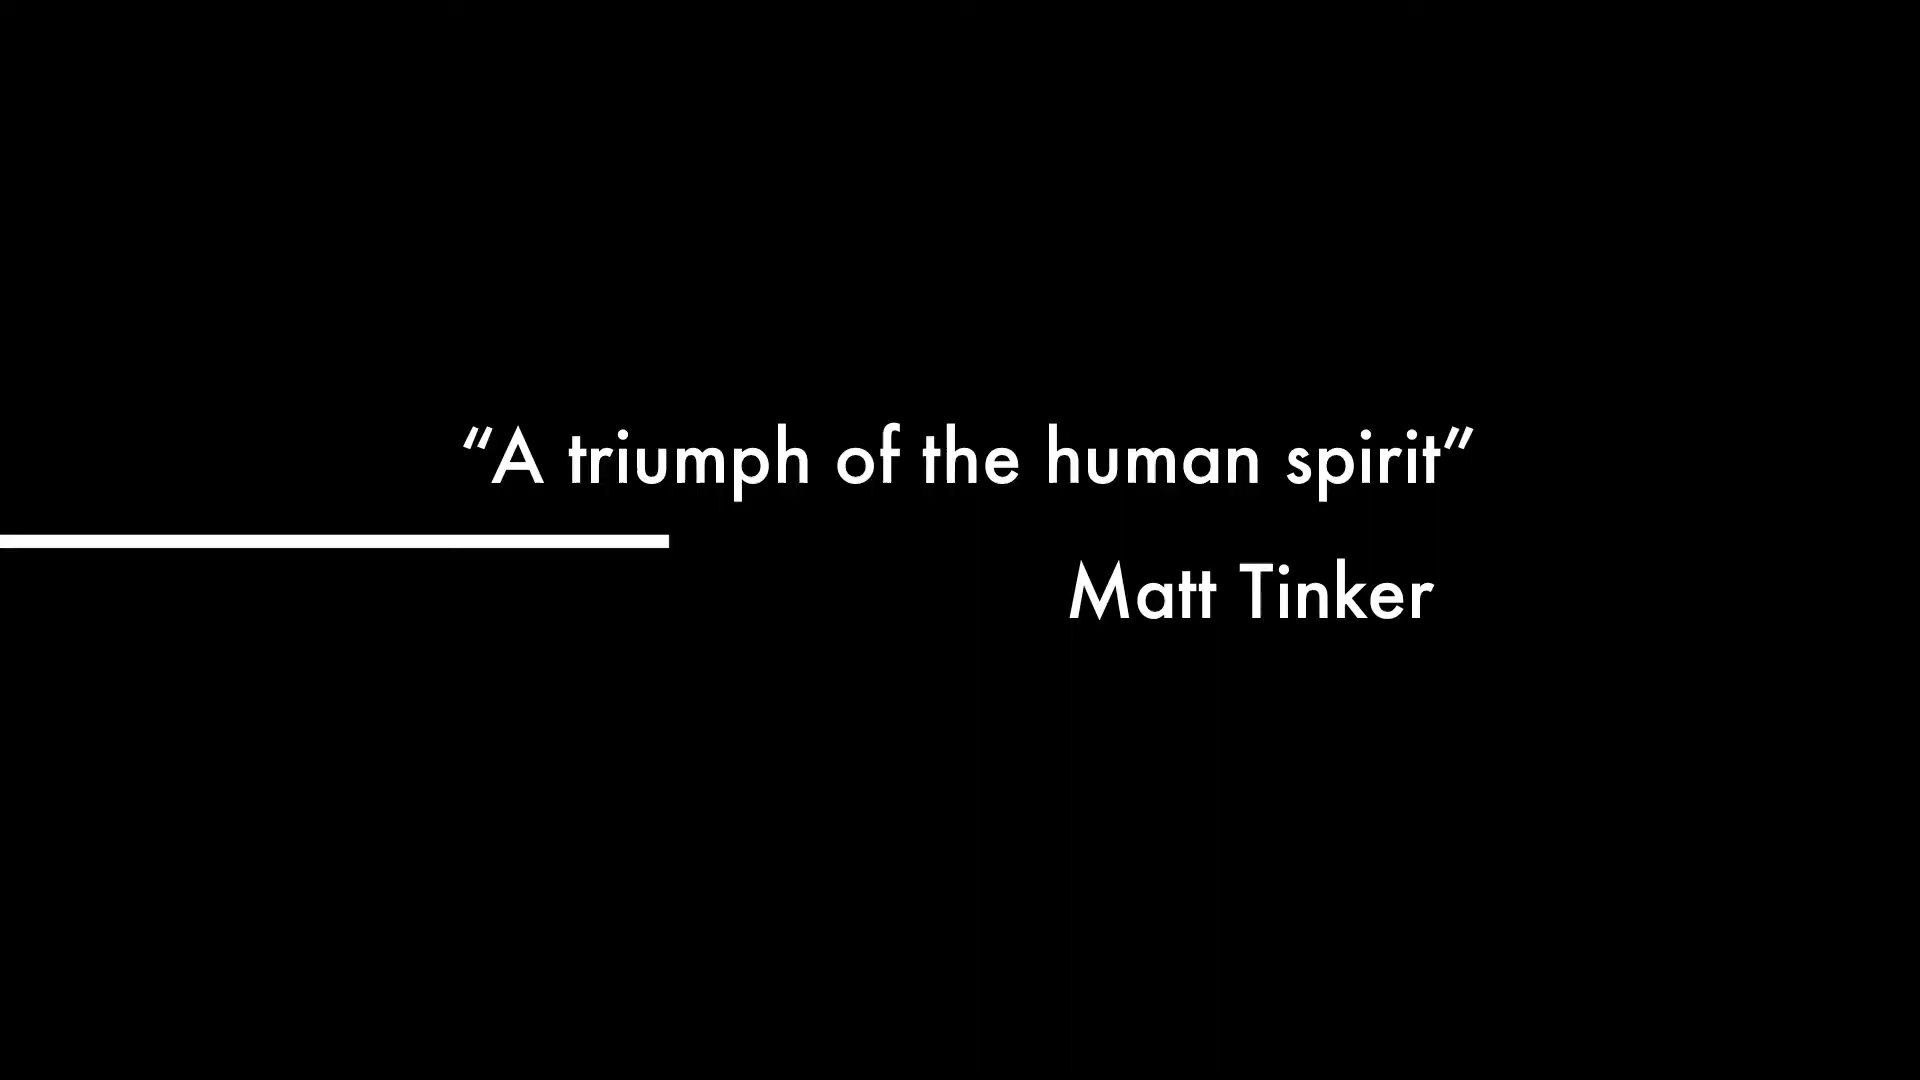 “A triumph of the human spirit”
Matt Tinker